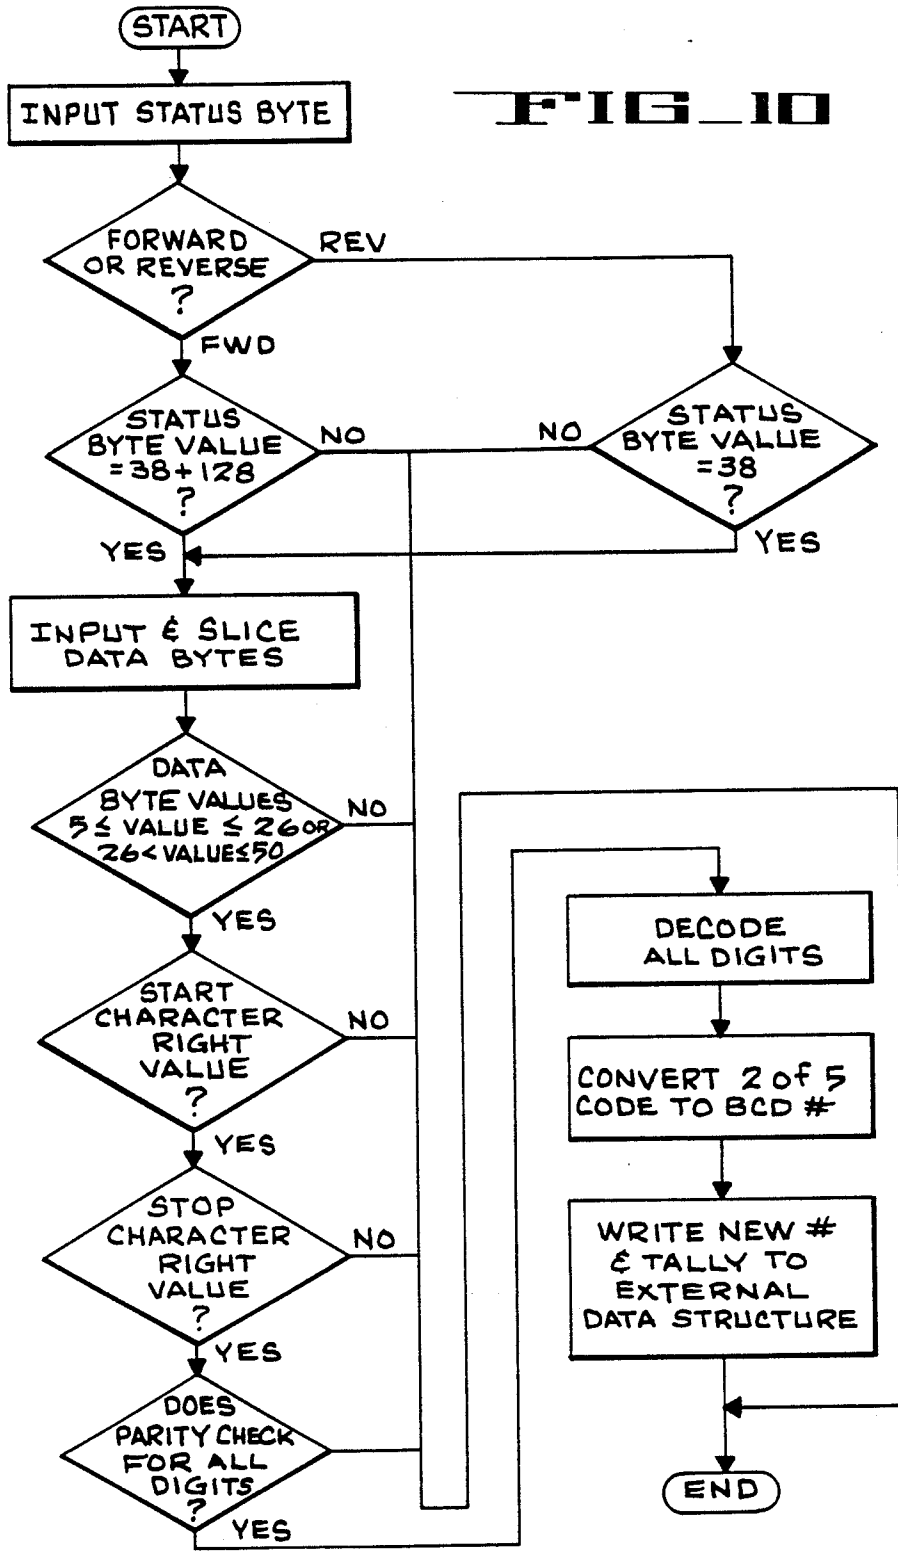 START
FIG_10
INPUT STATUS BYTE
FORWARD
OR REVERSE
?
REV
FWD
STATUS
BYTE VALUE
=38+128
?
NO
NO
STATUS
BYTE VALUE
=38
?
YES
YES
INPUT & SLICE
DATA BYTES
DATA
BYTE VALUES
5≤ VALUE ≤ 26 OR
26<VALUE≤50
NO
YES
START
CHARACTER
RIGHT
VALUE
?
NO
YES
STOP
CHARACTER
RIGHT
VALUE
?
NO
YES
DOES
PARITY CHECK
FOR ALL
DIGITS
?
YES
DECODE
ALL DIGITS
CONVERT 2 of 5
CODE TO BCD #
WRITE NEW #
& TALLY TO
EXTERNAL
DATA STRUCTURE
END